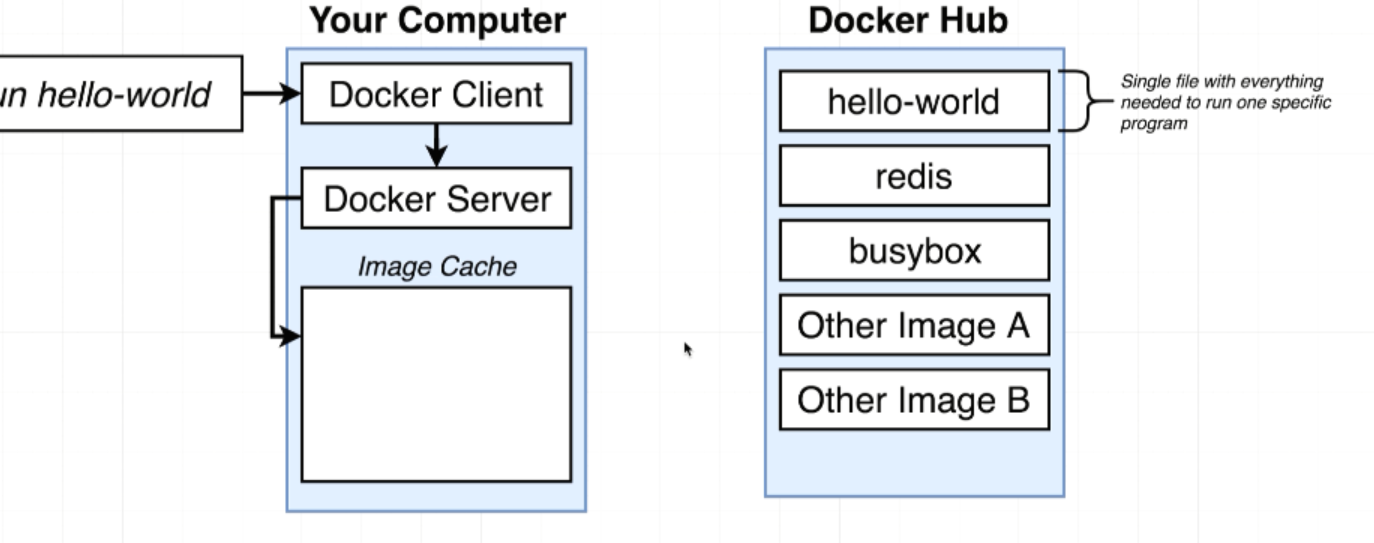 Your Computer
Docker Hub
un hello-world
Docker Client
Docker Server
Image Cache
hello-world
redis
busybox
Other Image A
Other Image B
Single file with everything
needed to run one specific
program